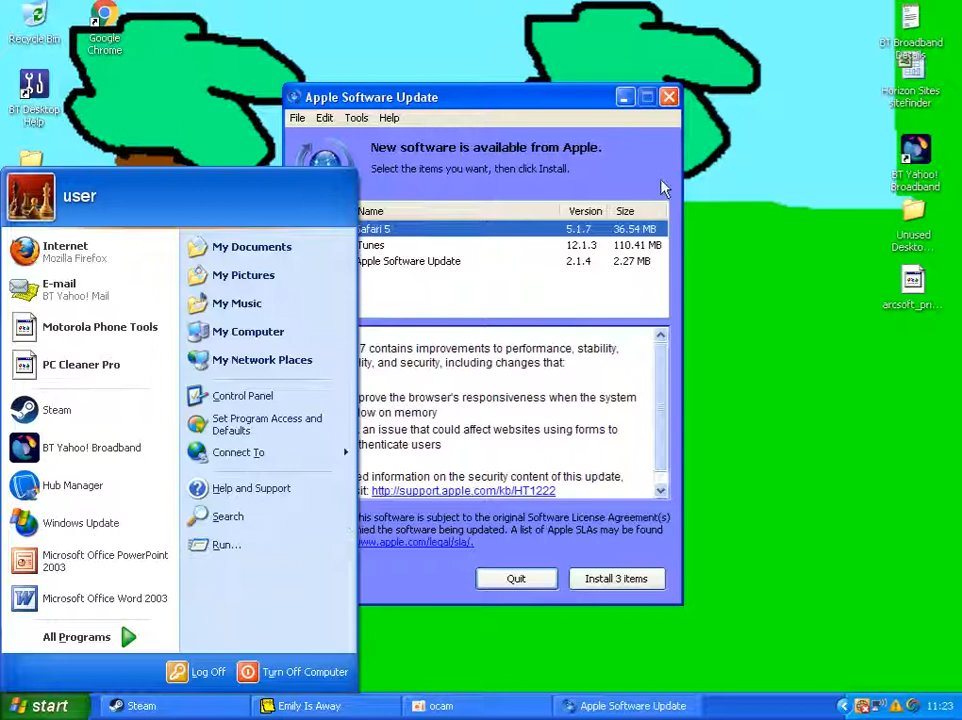 Recycle Bin
Google
Chrome
BT Desktop
Help
BT Broadband
Details
Horizon Sites
sitefinder
BT Yahoo!
Broadband
Unused
Deskto...
arcsoft_pri...
Apple Software Update
File Edit Tools Help
New software is available from Apple.
Select the items you want, then click Install.
Name Version Size
Safari 5 5.1.7 36.54 MB
iTunes 12.1.3 110.41 MB
Apple Software Update 2.1.4 2.27 MB
7 contains improvements to performance, stability,
and security, including changes that:
the browser's responsiveness when the system
on memory
an issue that could affect websites using forms to
users
information on the security content of this update,
http://support.apple.com/kb/HT1222
this software is subject to the original Software License Agreement(s)
the software being updated. A list of Apple SLAs may be found
www.apple.com/legal/sla/.
Quit Install 3 items
user
Internet
Mozilla Firefox
E-mail
BT Yahoo! Mail
Motorola Phone Tools
PC Cleaner Pro
Steam
BT Yahoo! Broadband
Hub Manager
Windows Update
Microsoft Office PowerPoint
2003
Microsoft Office Word 2003
All Programs
My Documents
My Pictures
My Music
My Computer
My Network Places
Control Panel
Set Program Access and
Defaults
Connect To
Help and Support
Search
Run...
Log Off Turn Off Computer
start Steam Emily Is Away ocam Apple Software Update 11:23